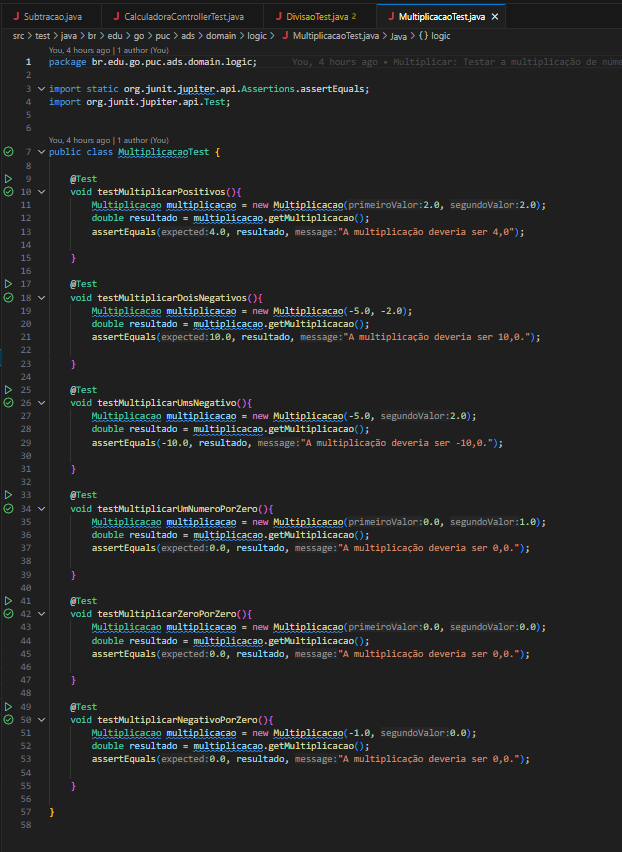 Subtracao.java CalculadoraControllerTest.java DivisaoTest.java 2 MultiplicacaoTest.java
src > test > java > br > edu > go > puc > ads > domain > logic > MultiplicacaoTest.java > Java > {} logic
You, 4 hours ago | 1 author (You)
1 package br.edu.go.puc.ads.domain.logic; You, 4 hours ago • Multiplicar: Testar a multiplicação de núme
2
3 import static org.junit.jupiter.api.Assertions.assertEquals;
4 import org.junit.jupiter.api.Test;
5
6
You, 4 hours ago | 1 author (You)
7 public class MultiplicacaoTest {
8
9 @Test
10 void testMultiplicarPositivos(){
11 Multiplicacao multiplicacao = new Multiplicacao(primeiroValor:2.0, segundoValor:2.0);
12 double resultado = multiplicacao.getMultiplicacao();
13 assertEquals(expected:4.0, resultado, message:"A multiplicação deveria ser 4,0");
14
15 }
16
17 @Test
18 void testMultiplicarDoisNegativos(){
19 Multiplicacao multiplicacao = new Multiplicacao(-5.0, -2.0);
20 double resultado = multiplicacao.getMultiplicacao();
21 assertEquals(expected:10.0, resultado, message:"A multiplicação deveria ser 10,0.");
22
23 }
24
25 @Test
26 void testMultiplicarUmsNegativo(){
27 Multiplicacao multiplicacao = new Multiplicacao(-5.0, segundoValor:2.0);
28 double resultado = multiplicacao.getMultiplicacao();
29 assertEquals(-10.0, resultado, message:"A multiplicação deveria ser -10,0.");
30
31 }
32
33 @Test
34 void testMultiplicarUmNumeroPorZero(){
35 Multiplicacao multiplicacao = new Multiplicacao(primeiroValor:0.0, segundoValor:1.0);
36 double resultado = multiplicacao.getMultiplicacao();
37 assertEquals(expected:0.0, resultado, message:"A multiplicação deveria ser 0,0.");
38
39 }
40
41 @Test
42 void testMultiplicarZeroPorZero(){
43 Multiplicacao multiplicacao = new Multiplicacao(primeiroValor:0.0, segundoValor:0.0);
44 double resultado = multiplicacao.getMultiplicacao();
45 assertEquals(expected:0.0, resultado, message:"A multiplicação deveria ser 0,0.");
46
47 }
48
49 @Test
50 void testMultiplicarNegativoPorZero(){
51 Multiplicacao multiplicacao = new Multiplicacao(-1.0, segundoValor:0.0);
52 double resultado = multiplicacao.getMultiplicacao();
53 assertEquals(expected:0.0, resultado, message:"A multiplicação deveria ser 0,0.");
54
55 }
56
57 }
58